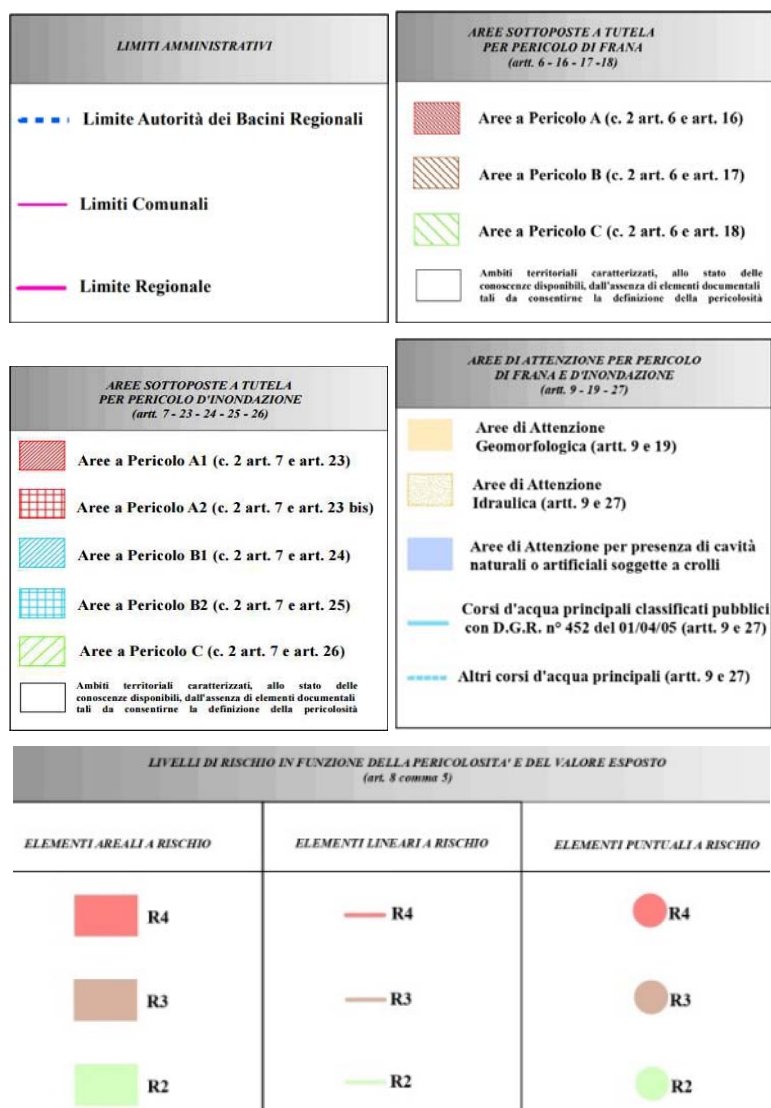 LIMITI AMMINISTRATIVI
Limite Autorità dei Bacini Regionali
Limiti Comunali
Limite Regionale
AREE SOTTOPOSTE A TUTELA
PER PERICOLO DI FRANA
(artt. 6 - 16 - 17 -18)
Aree a Pericolo A (c. 2 art. 6 e art. 16)
Aree a Pericolo B (c. 2 art. 6 e art. 17)
Aree a Pericolo C (c. 2 art. 6 e art. 18)
Ambiti territoriali caratterizzati, allo stato delle
conoscenze disponibili, dall'assenza di elementi documentali
tali da consentirne la definizione della pericolosità
AREE SOTTOPOSTE A TUTELA
PER PERICOLO D'INONDAZIONE
(artt. 7 - 23 - 24 - 25 - 26)
Aree a Pericolo A1 (c. 2 art. 7 e art. 23)
Aree a Pericolo A2 (c. 2 art. 7 e art. 23 bis)
Aree a Pericolo B1 (c. 2 art. 7 e art. 24)
Aree a Pericolo B2 (c. 2 art. 7 e art. 25)
Aree a Pericolo C (c. 2 art. 7 e art. 26)
Ambiti territoriali caratterizzati, allo stato delle
conoscenze disponibili, dall'assenza di elementi documentali
tali da consentirne la definizione della pericolosità
AREE DI ATTENZIONE PER PERICOLO
DI FRANA E D'INONDAZIONE
(artt. 9 - 19 - 27)
Aree di Attenzione
Geomorfologica (artt. 9 e 19)
Aree di Attenzione
Idraulica (artt. 9 e 27)
Aree di Attenzione per presenza di cavità
naturali o artificiali soggette a crolli
Corsi d'acqua principali classificati pubblici
con D.G.R. n° 452 del 01/04/05 (artt. 9 e 27)
Altri corsi d'acqua principali (artt. 9 e 27)
LIVELLI DI RISCHIO IN FUNZIONE DELLA PERICOLOSITA' E DEL VALORE ESPOSTO
(art. 8 comma 5)
ELEMENTI AREALI A RISCHIO
R4
R3
R2
ELEMENTI LINEARI A RISCHIO
R4
R3
R2
ELEMENTI PUNTUALI A RISCHIO
R4
R3
R2